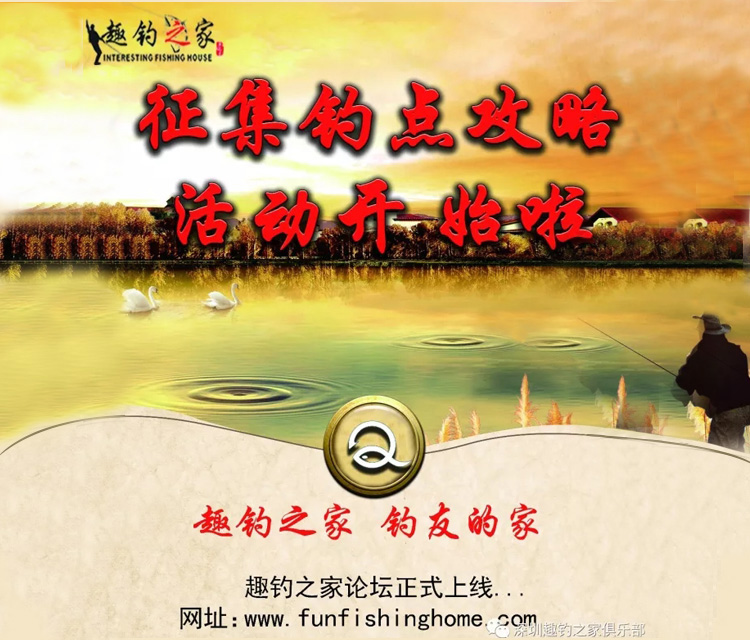 趣钓之家
INTERESTING FISHING HOUSE
征集钓点攻略
活动开始啦
趣钓之家 钓友的家
趣钓之家论坛正式上线...
网址:www.funfishinghome.com
深圳趣钓之家俱乐部